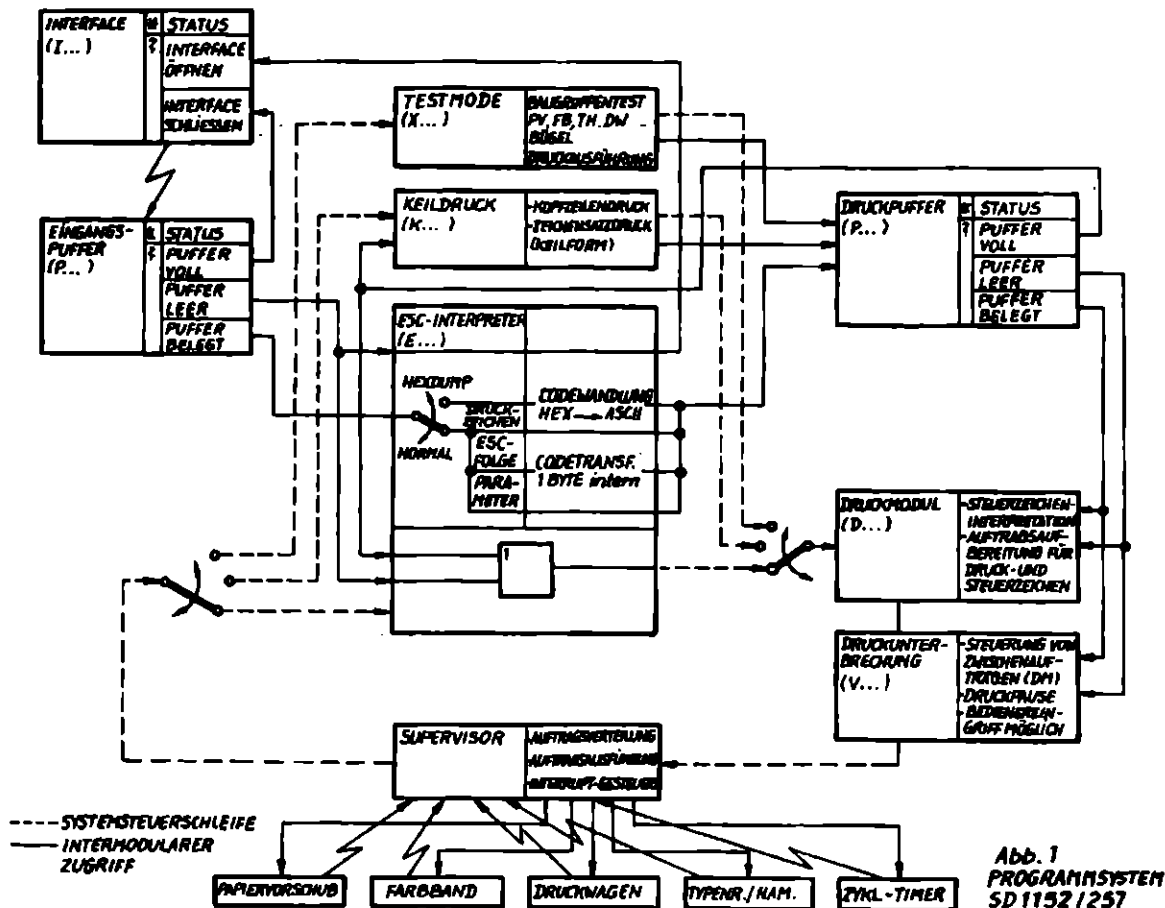 INTERFACE
(I...)
# STATUS
? INTERFACE
ÖFFNEN
INTERFACE
SCHLIESSEN
EINGANGS-
PUFFER
(P...)
# STATUS
? PUFFER
VOLL
PUFFER
LEER
PUFFER
BELEGT
TESTMODE
(X...)
BAUGRUPPENTEST
PV, FB, TH. DW
BÜGEL
DRUCKAUSFÜHRUNG
KEILDRUCK
(K...)
-KOPFZEILENDRUCK
(KEILFORM)
ESC-INTERPRETER
(E...)
HEXDUMP
NORMAL
DRUCK-
ZEICHEN
ESC-
FOLGE
PARA-
METER
CODEWANDLUNG
HEX → ASCII
CODETRANSF.
1 BYTE intern
1
DRUCKPUFFER
(P...)
# STATUS
? PUFFER
VOLL
PUFFER
LEER
PUFFER
BELEGT
DRUCKMODUL
(D...)
-STEUERZEICHEN-
INTERPRETATION
-AUFTRABSAUF-
BEREITUNG FÜR
DRUCK-UND
STEUERZEICHEN
DRUCKUNTER-
BRECHUNG
(V...)
-STEUERUNG VON
ZWISCHENAUF-
TRÄGEN (DM)
-DRUCKPAUSE
-BEDIENEREIN-
GRIFF MÖGLICH
SUPERVISOR
-AUFTRAGSVERTEILUNG
-AUFTRAGSAUSFÜHRUNG
---SYSTEMSTEUERSCHLEIFE
— INTERMODULARER
ZUGRIFF
PAPIERVORSCHUB
FARBBAND
DRUCKWAGEN
TYPENR./HAM.
ZYKL-TIMER
Abb. 1
PROGRAMMSYSTEM
SD 1152 / 257